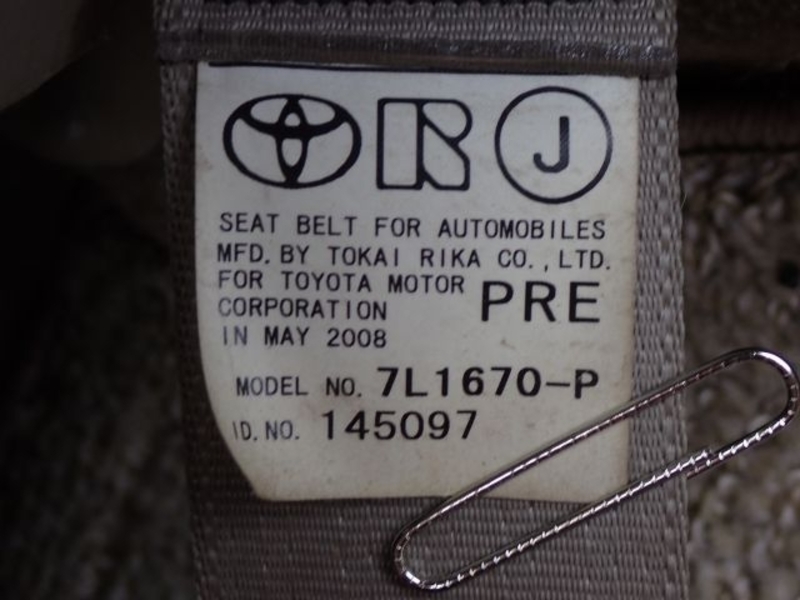 R J
SEAT BELT FOR AUTOMOBILES
MFD. BY TOKAI RIKA CO., LTD.
FOR TOYOTA MOTOR
CORPORATION PRE
IN MAY 2008
MODEL NO. 7L1670-P
ID. NO. 145097